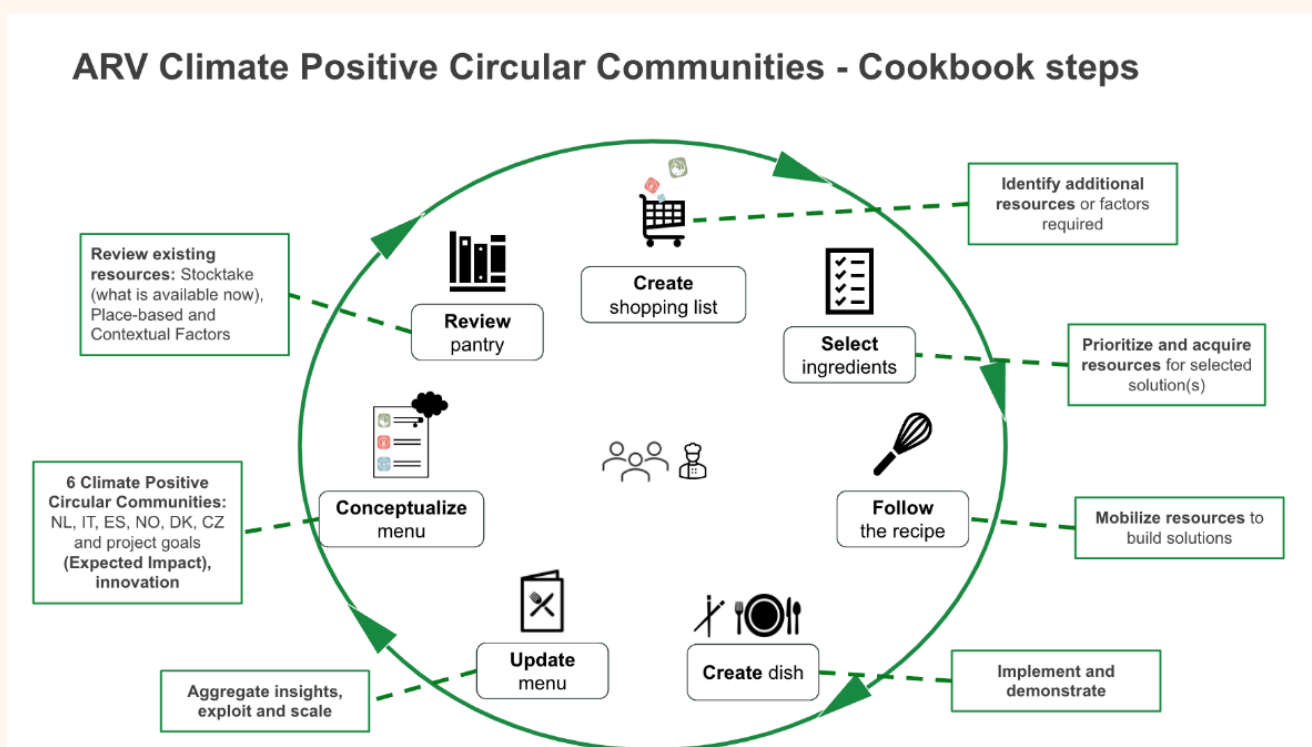 ARV Climate Positive Circular Communities - Cookbook steps
Identify additional
resources or factors
required
Create
shopping list
Review existing
resources: Stocktake
(what is available now),
Place-based and
Contextual Factors
Review
pantry
Select
ingredients
Prioritize and acquire
resources for selected
solution(s)
6 Climate Positive
Circular Communities:
NL, IT, ES, NO, DK, CZ
and project goals
(Expected Impact),
innovation
Conceptualize
menu
Follow
the recipe
Mobilize resources to
build solutions
Update
menu
Create dish
Implement and
demonstrate
Aggregate insights,
exploit and scale